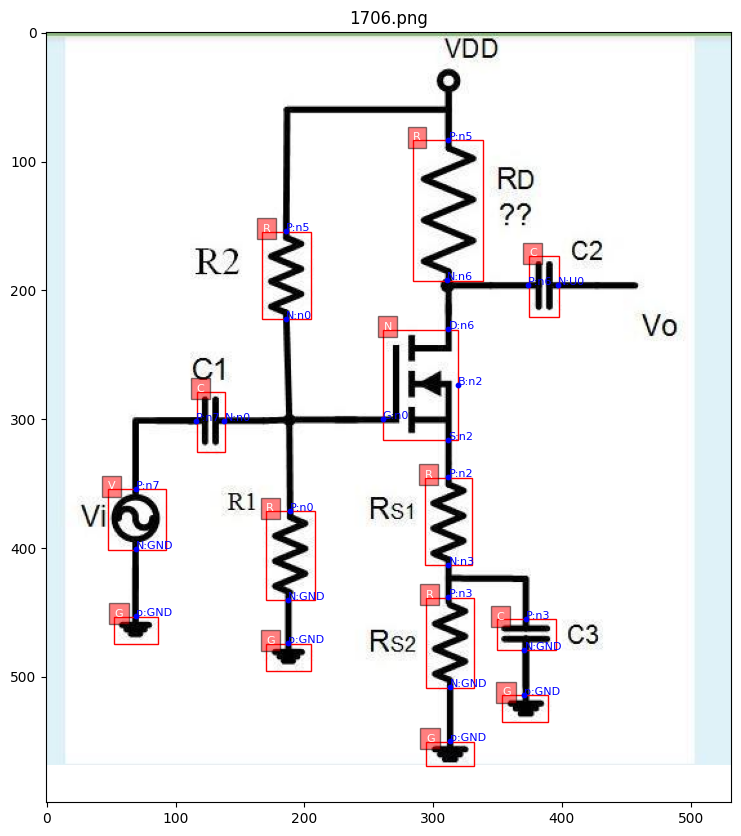 1706.png
VDD
R
P:n5
RD
??
R
P:n5
R2
N:n0
N:n6
C
C2
N:U0
Vo
N
D:n6
B:n2
G:n0
S:n2
C1
C
N:n0
V
P:n7
Vi
N:GND
G
p:GND
R1
R
P:n0
N:GND
G
p:GND
R
P:n2
RS1
N:n3
R
P:n3
RS2
N:GND
G
p:GND
C
P:n3
C3
N:GND
G
p:GND
0
100
200
300
400
500
0
100
200
300
400
500